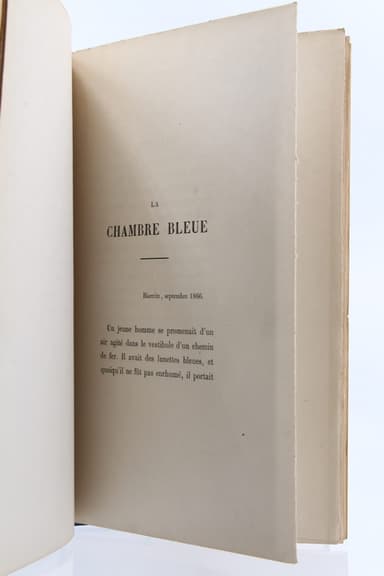 LA
CHAMBRE BLEUE
Biarritz, septembre 1866.
Un jeune homme se promenait d'un
air agité dans le vestibule d'un chemin
de fer. Il avait des lunettes bleues, et
quoiqu'il ne fût pas enrhumé, il portait